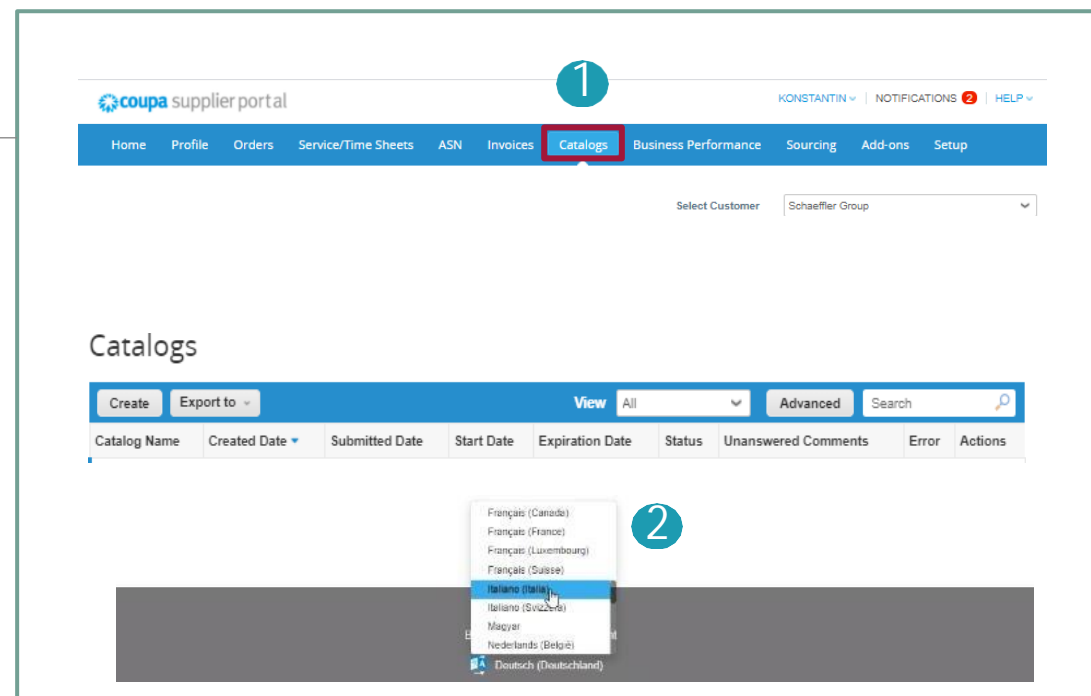 1
coupa supplier portal
KONSTANTIN NOTIFICATIONS 2 HELP
Home Profile Orders Service/Time Sheets ASN Invoices Catalogs Business Performance Sourcing Add-ons Setup
Select Customer Schaeffler Group
Catalogs
Create Export to View All Advanced Search
Catalog Name Created Date Submitted Date Start Date Expiration Date Status Unanswered Comments Error Actions
2
Français (Canada)
Français (France)
Français (Luxembourg)
Français (Suisse)
Italiano (Italia)
Italiano (Svizzera)
Magyar
Nederlands (België)
Deutsch (Deutschland)